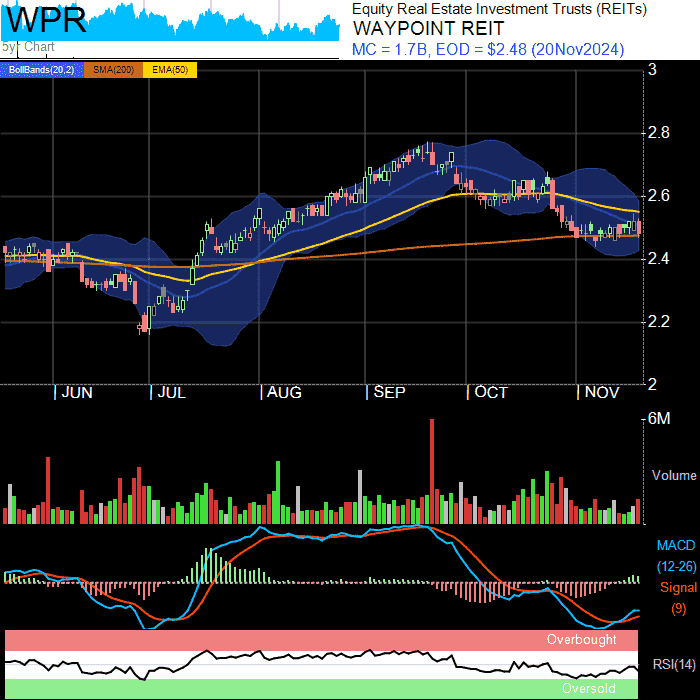 WPR
5yr Chart
Equity Real Estate Investment Trusts (REITs)
WAYPOINT REIT
MC = 1.7B, EOD = $2.48 (20Nov2024)
BollBands(20,2) SMA(200) EMA(50)
3
2.8
2.6
2.4
2.2
2
JUN JUL AUG SEP OCT NOV
6M
Volume
MACD
(12-26)
Signal
(9)
Overbought
RSI(14)
Oversold